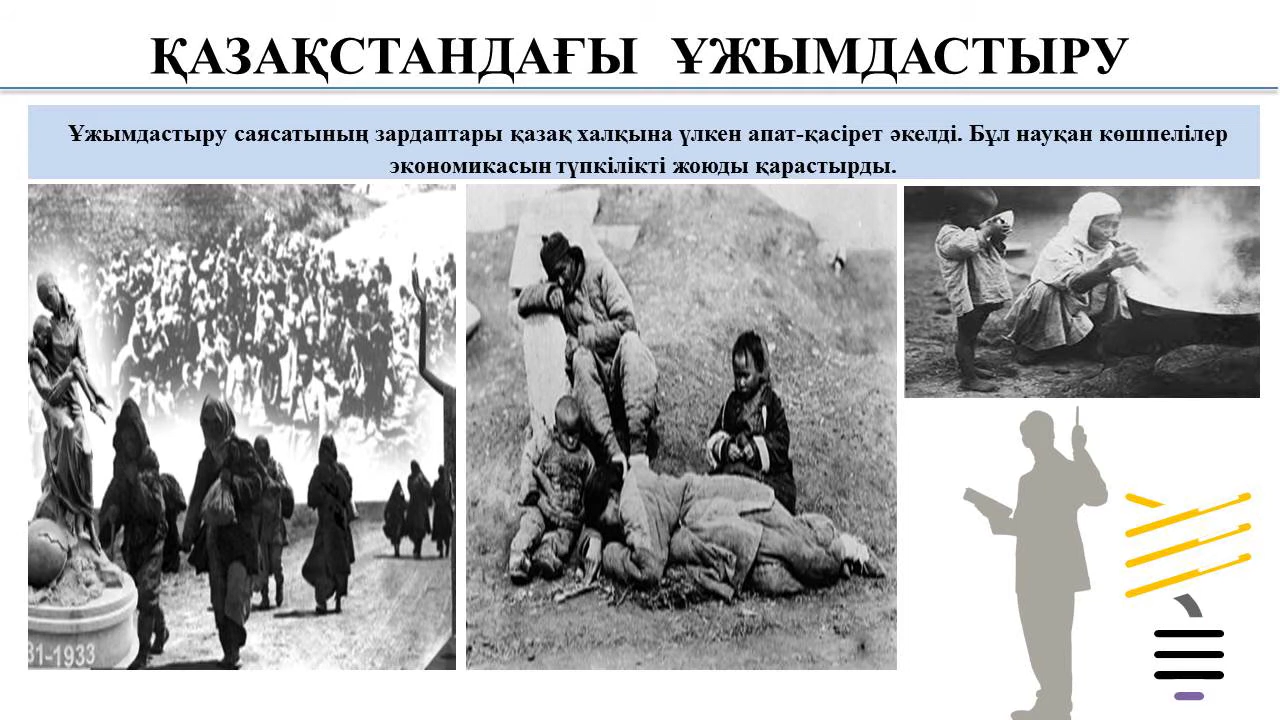 ҚАЗАҚСТАНДАҒЫ ҰЖЫМДАСТЫРУ
Ұжымдастыру саясатының зардаптары қазақ халқына үлкен апат-қасірет әкелді. Бұл науқан көшпелілер
экономикасын түпкілікті жоюды қарастырды.
31-1933